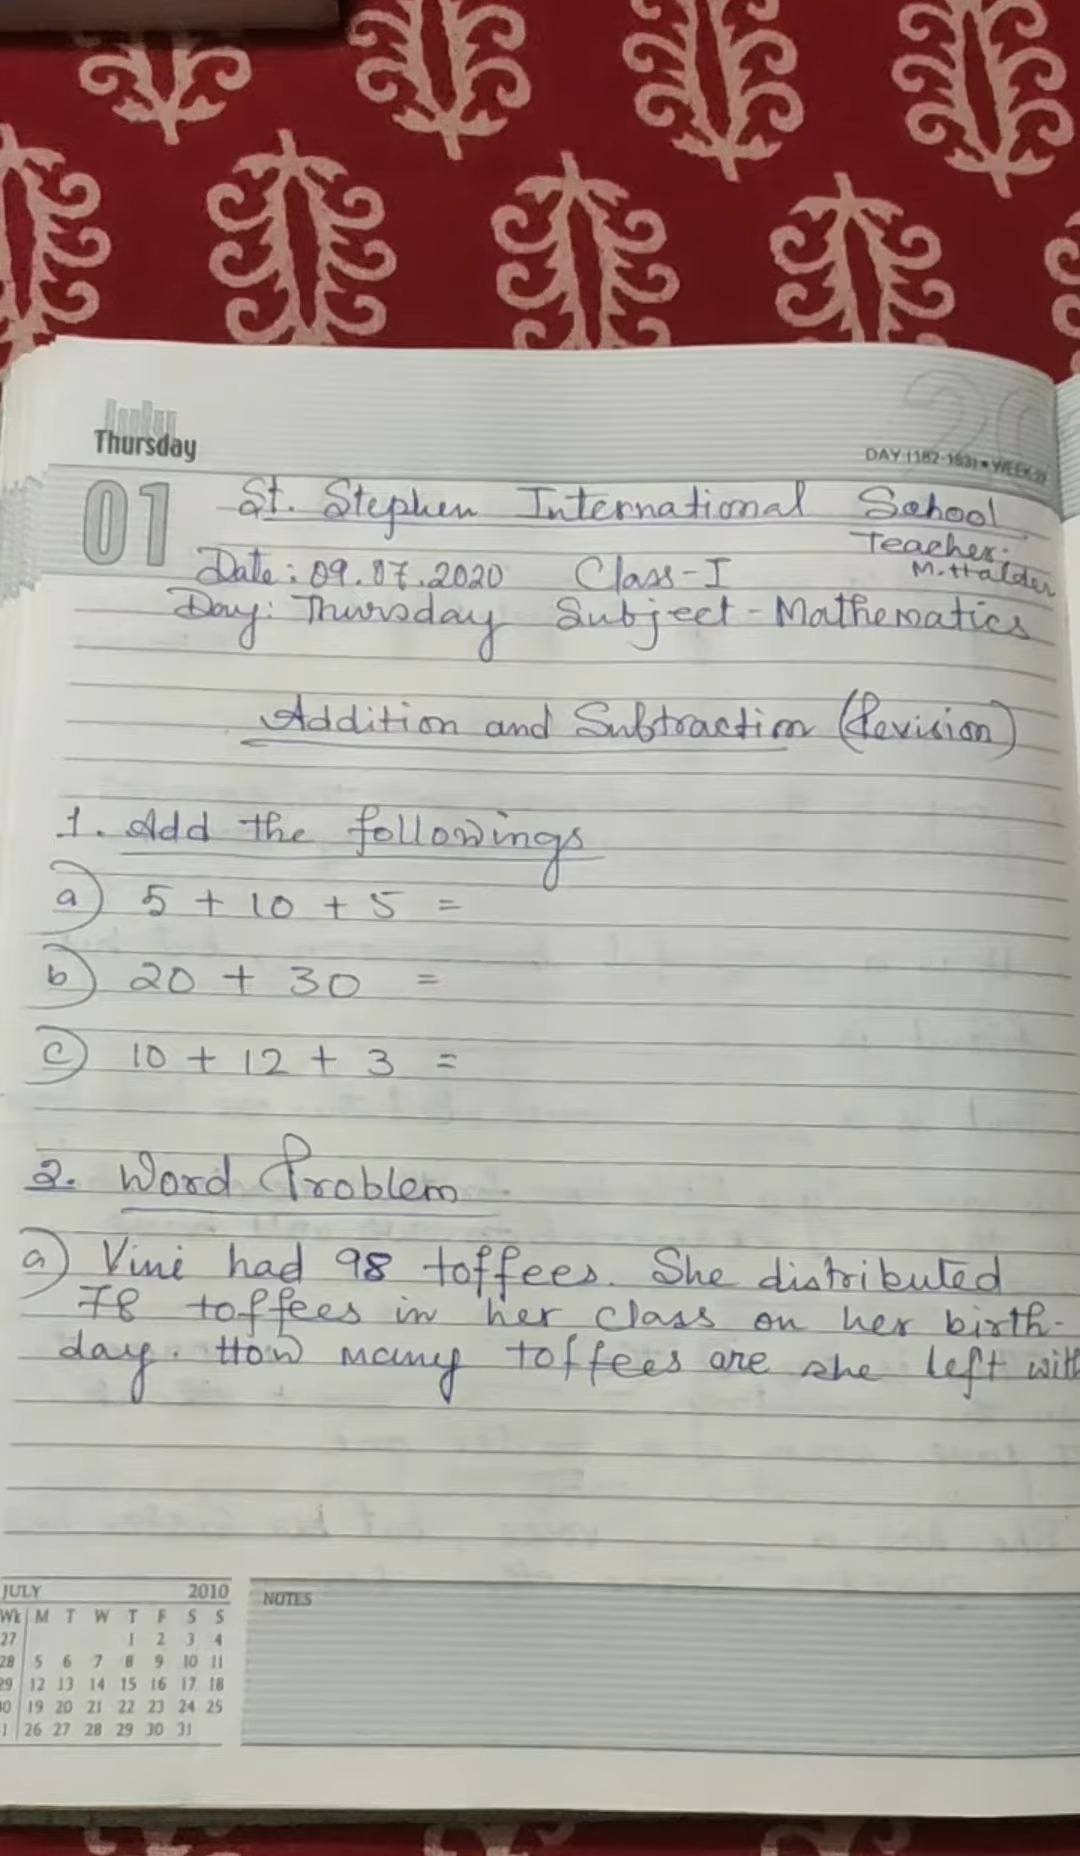 July
Thursday
DAY (182-183) • WEEK 27
01
St. Stephen International School
Teacher:
M. Halder
Date: 09.07.2020 Class-I
Day: Thursday Subject - Mathematics
Addition and Subtraction (Revision)
1. Add the followings
a) 5 + 10 + 5 =
b) 20 + 30 =
c) 10 + 12 + 3 =
2. Word Problem
a) Vini had 98 toffees. She distributed
78 toffees in her class on her birth-
day. How many toffees are she left with
JULY 2010
Wk M T W T F S S
27 1 2 3 4
28 5 6 7 8 9 10 11
29 12 13 14 15 16 17 18
30 19 20 21 22 23 24 25
31 26 27 28 29 30 31
NOTES